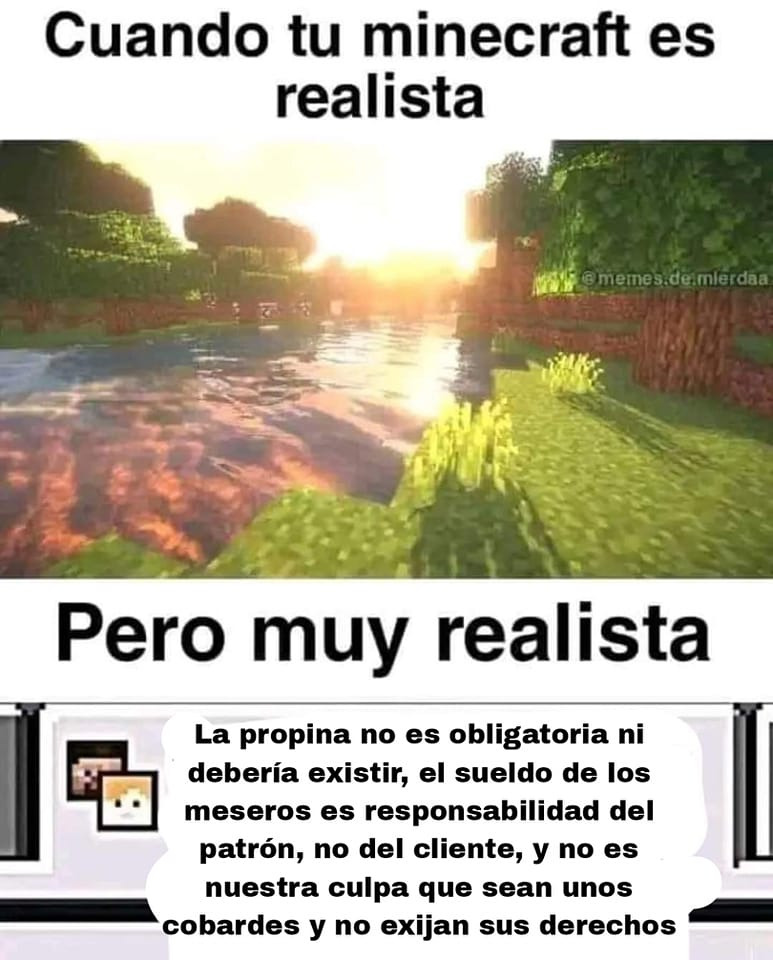 Cuando tu minecraft es
realista
@memes.de.mierdaa
Pero muy realista
La propina no es obligatoria ni
debería existir, el sueldo de los
meseros es responsabilidad del
patrón, no del cliente, y no es
nuestra culpa que sean unos
cobardes y no exijan sus derechos